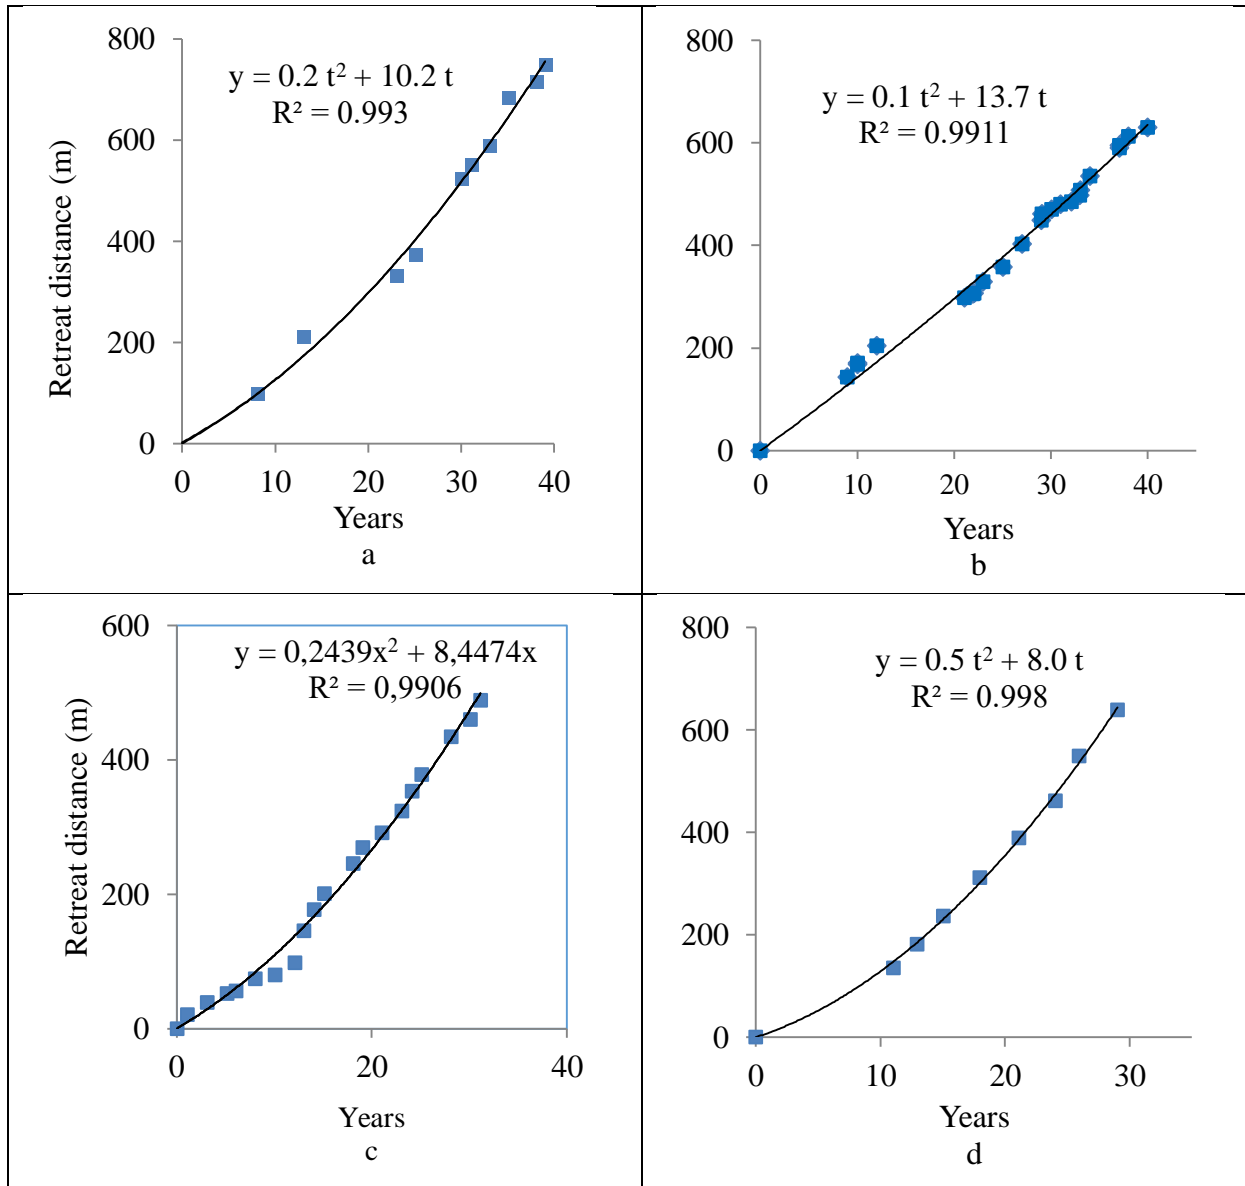 800
600
400
200
0
Retreat distance (m)
y = 0.2 t² + 10.2 t
R² = 0.993
0 10 20 30 40
Years
a
800
600
400
200
0
y = 0.1 t² + 13.7 t
R² = 0.9911
0 10 20 30 40
Years
b
600
400
200
0
Retreat distance (m)
y = 0,2439x² + 8,4474x
R² = 0,9906
0 20 40
Years
c
800
600
400
200
0
y = 0.5 t² + 8.0 t
R² = 0.998
0 10 20 30
Years
d